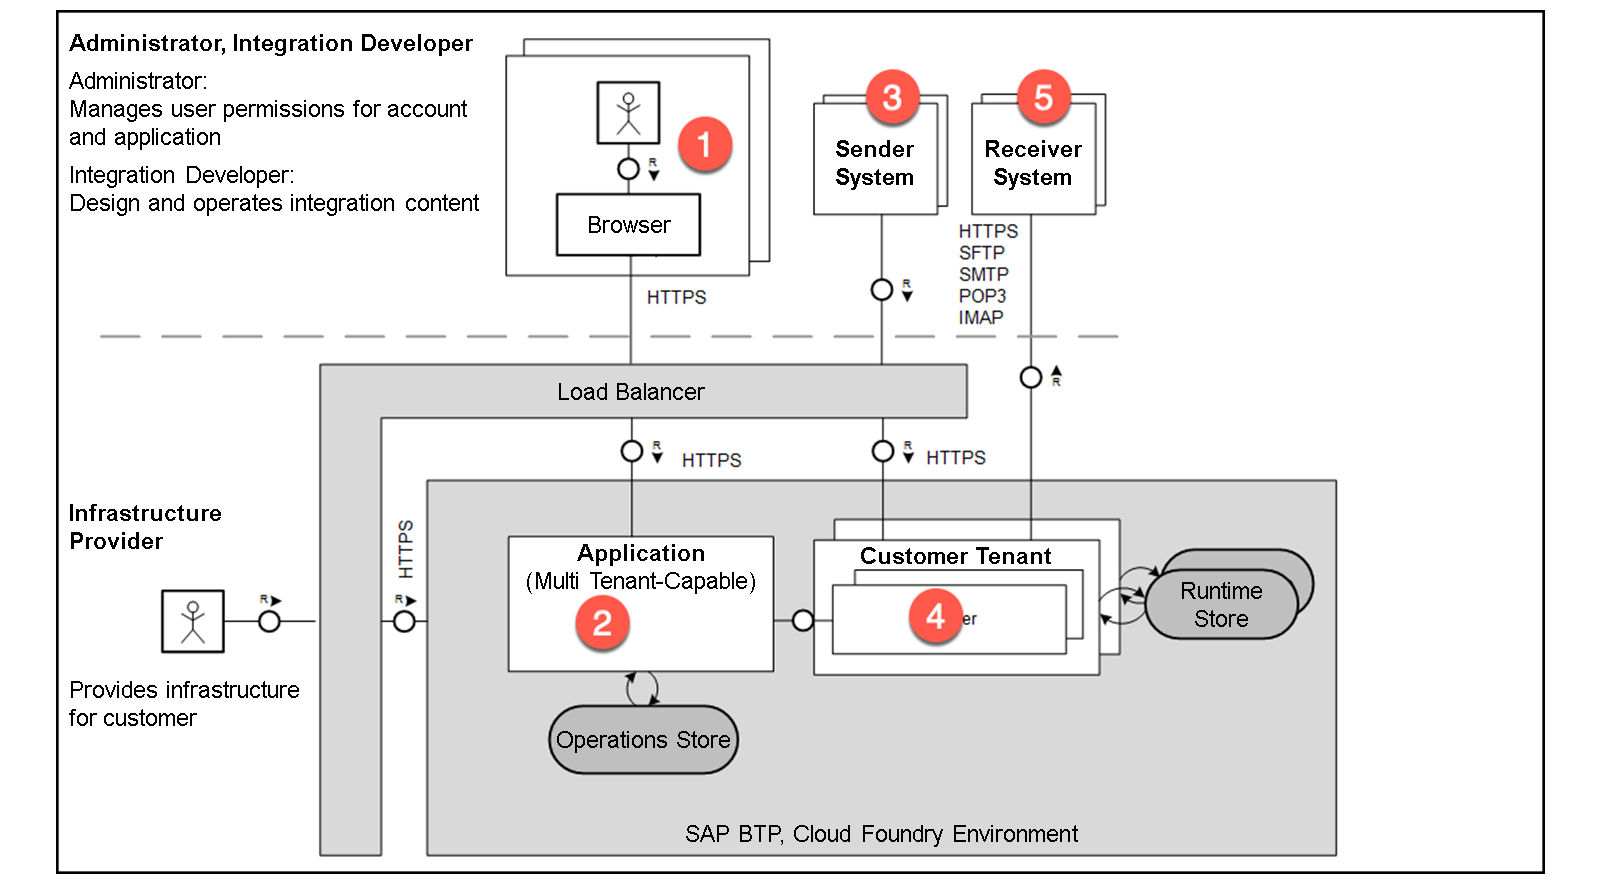 Administrator, Integration Developer
Administrator:
Manages user permissions for account
and application
Integration Developer:
Design and operates integration content
1
R
Browser
HTTPS
3
Sender
System
R
5
Receiver
System
HTTPS
SFTP
SMTP
POP3
IMAP
R
Load Balancer
R
HTTPS
R
HTTPS
Infrastructure
Provider
R
Provides infrastructure
for customer
HTTPS
R
Application
(Multi Tenant-Capable)
2
Operations Store
Customer Tenant
4
er
Runtime
Store
SAP BTP, Cloud Foundry Environment